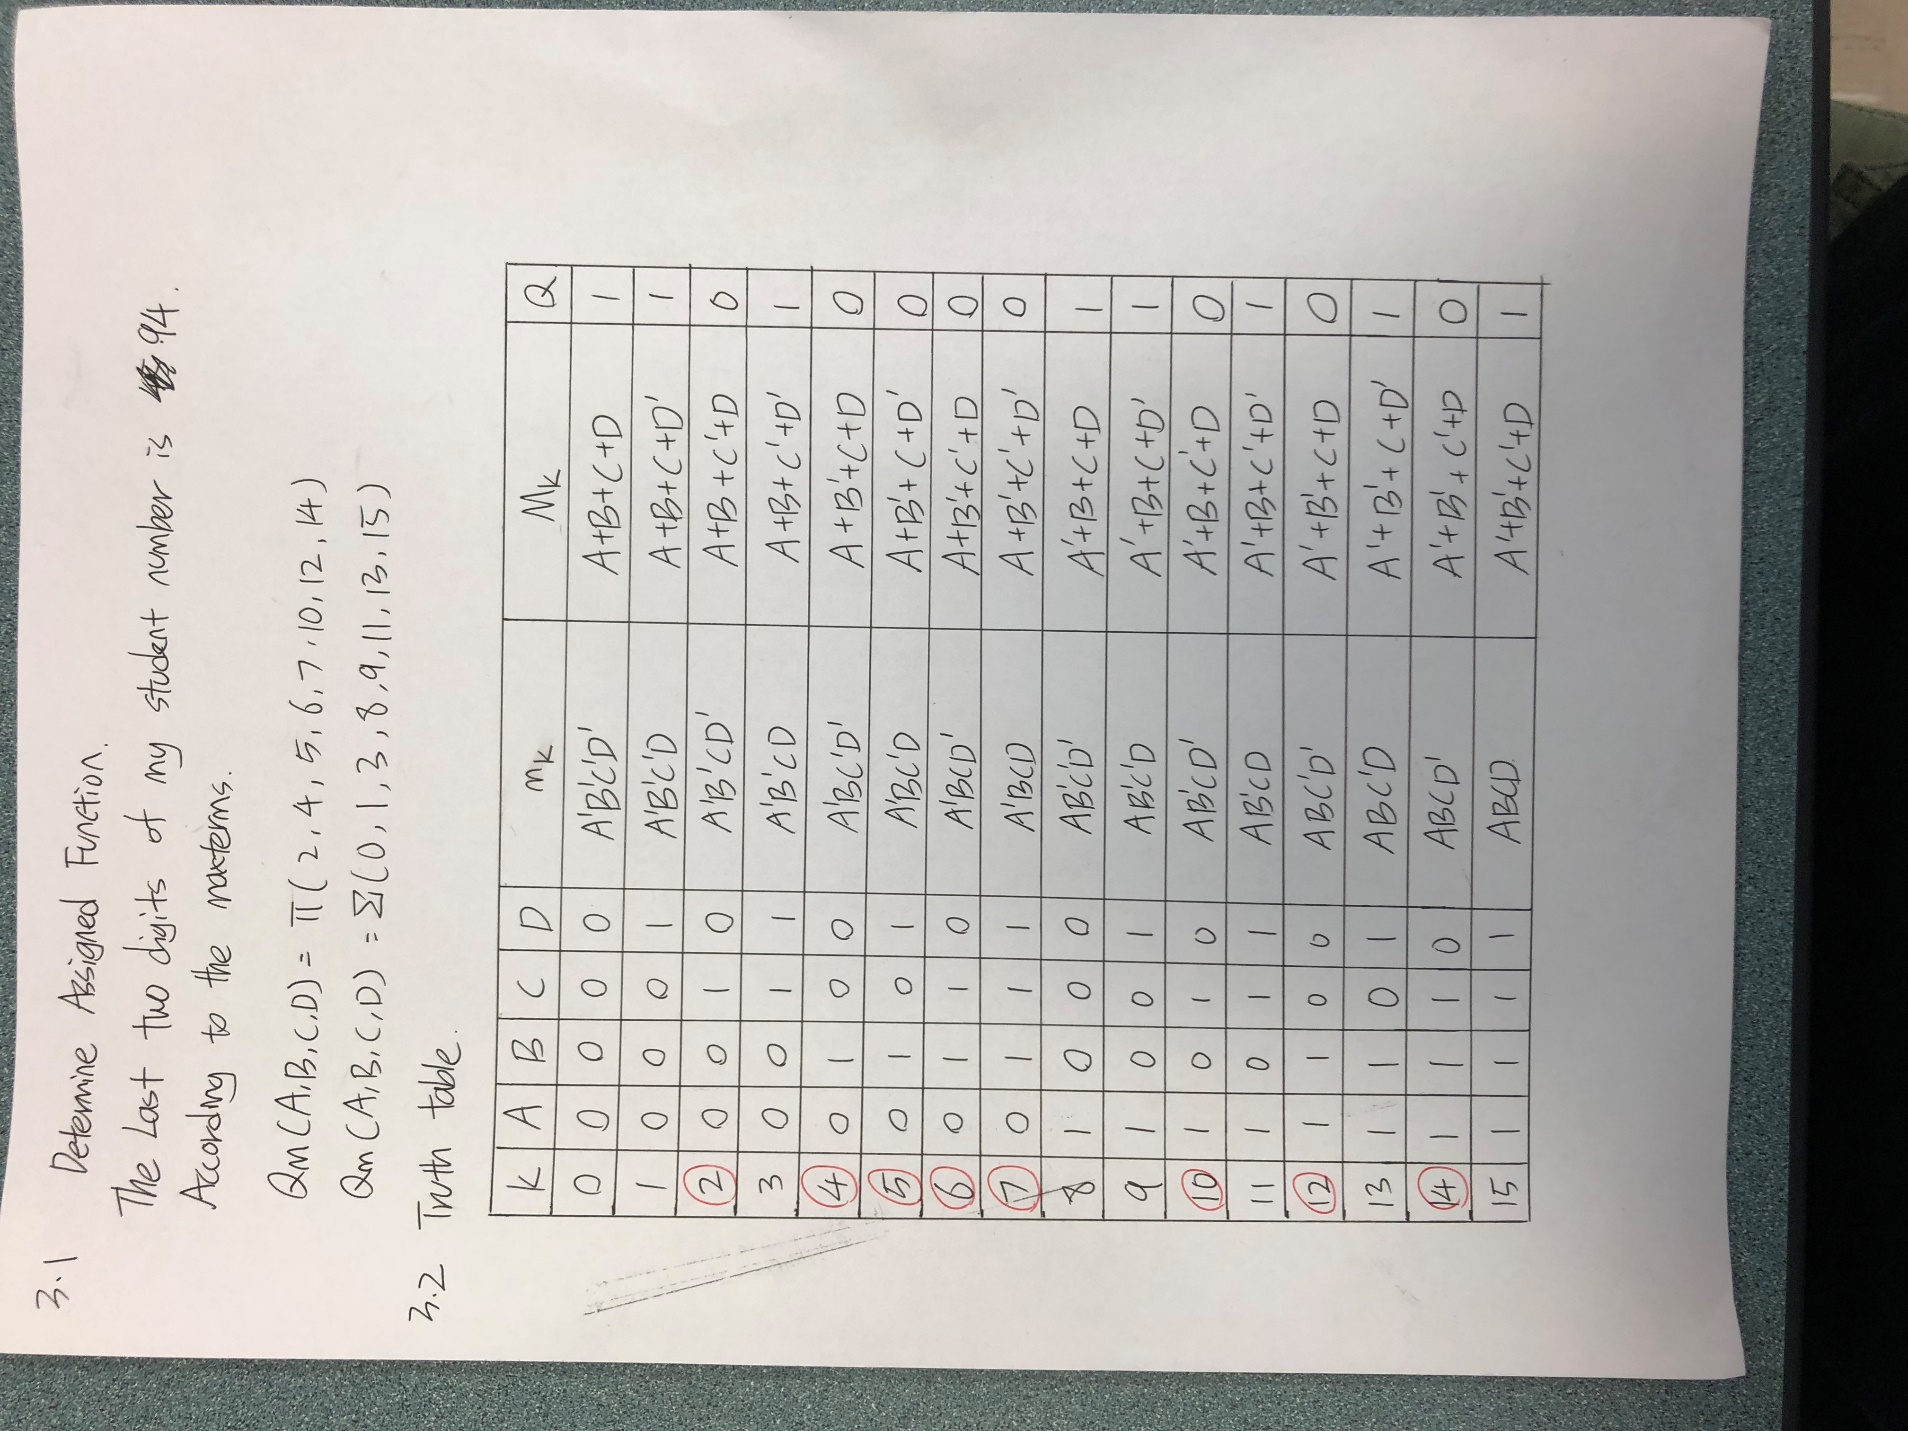 3.1 Determine Assigned Function.
The Last two digits of my student number is 94.
According to the maxterms.
Qm(A,B,C,D) = π(2,4,5,6,7,10,12,14)
Qm(A,B,C,D) = Σ(0,1,3,8,9,11,13,15)
3.2 Truth table.
K A B C D mk Mk Q
0 0 0 0 0 A'B'C'D' A+B+C+D 1
1 0 0 0 1 A'B'C'D A+B+C+D' 1
2 0 0 1 0 A'B'CD' A+B+C'+D 0
3 0 0 1 1 A'B'CD A+B+C'+D' 1
4 0 1 0 0 A'BC'D' A+B'+C+D 0
5 0 1 0 1 A'BC'D A+B'+C+D' 0
6 0 1 1 0 A'BCD' A+B'+C'+D 0
7 0 1 1 1 A'BCD A+B'+C'+D' 0
8 1 0 0 0 AB'C'D' A'+B+C+D 1
9 1 0 0 1 AB'C'D A'+B+C+D' 1
10 1 0 1 0 AB'CD' A'+B+C'+D 0
11 1 0 1 1 AB'CD A'+B+C'+D' 1
12 1 1 0 0 ABC'D' A'+B'+C+D 0
13 1 1 0 1 ABC'D A'+B'+C+D' 1
14 1 1 1 0 ABCD' A'+B'+C'+D 0
15 1 1 1 1 ABCD A'+B'+C'+D 1